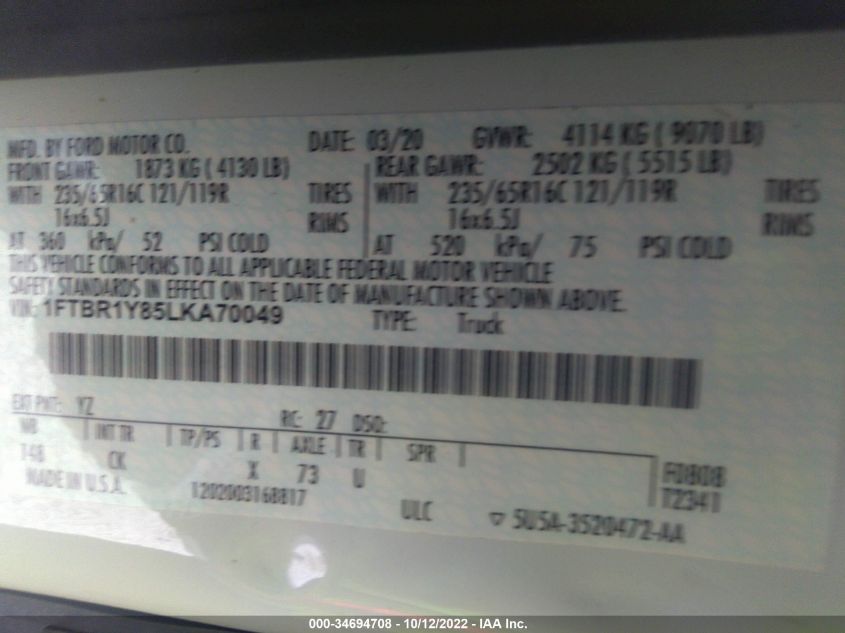 MFD. BY FORD MOTOR CO. DATE: 03/20 GVWR: 4114 KG ( 9070 LB)
FRONT GAWR: 1873 KG ( 4130 LB) REAR GAWR: 2502 KG ( 5515 LB)
WITH 235/65R16C 121/119R TIRES WITH 235/65R16C 121/119R TIRES
16x6.5J RIMS 16x6.5J RIMS
AT 360 kPa/ 52 PSI COLD AT 520 kPa/ 75 PSI COLD
THIS VEHICLE CONFORMS TO ALL APPLICABLE FEDERAL MOTOR VEHICLE
SAFETY STANDARDS IN EFFECT ON THE DATE OF MANUFACTURE SHOWN ABOVE.
VIN: 1FTBR1Y85LKA70049 TYPE: Truck
EXT PNT: YZ RC: 27 DSO:
WB INT TR TP/PS R AXLE TR SPR
148 CK X 73 U F0808
T2341
MADE IN U.S.A. 1202003168817 ULC ▽ 5U5A-3520472-AA
000-34694708 - 10/12/2022 - IAA Inc.